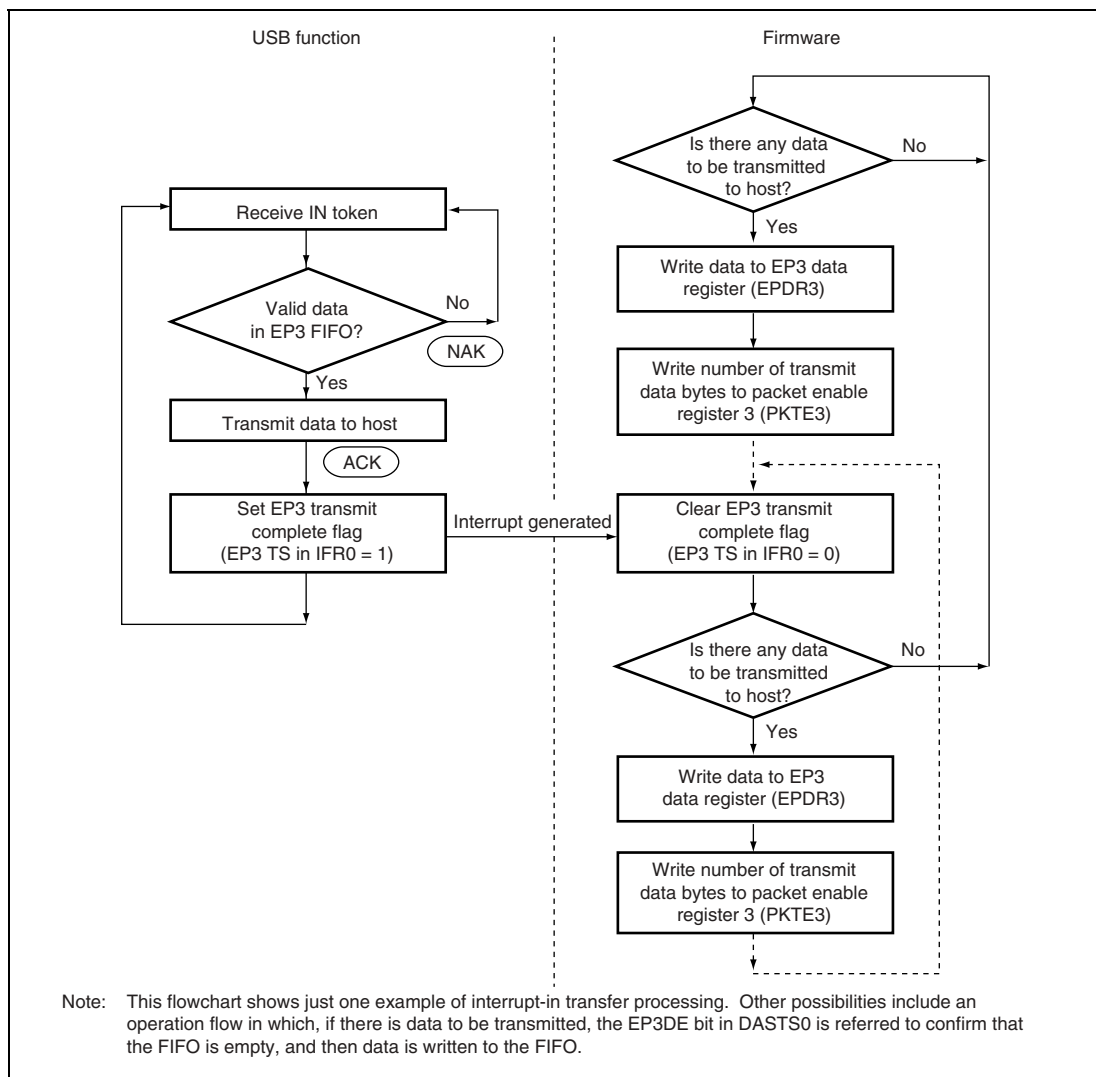 USB function
Firmware
Receive IN token
Valid data
in EP3 FIFO?
No
NAK
Yes
Transmit data to host
ACK
Set EP3 transmit
complete flag
(EP3 TS in IFR0 = 1)
Interrupt generated
Is there any data
to be transmitted
to host?
No
Yes
Write data to EP3 data
register (EPDR3)
Write number of transmit
data bytes to packet enable
register 3 (PKTE3)
Clear EP3 transmit
complete flag
(EP3 TS in IFR0 = 0)
Is there any data
to be transmitted
to host?
No
Yes
Write data to EP3
data register (EPDR3)
Write number of transmit
data bytes to packet enable
register 3 (PKTE3)
Note: This flowchart shows just one example of interrupt-in transfer processing. Other possibilities include an
operation flow in which, if there is data to be transmitted, the EP3DE bit in DASTS0 is referred to confirm that
the FIFO is empty, and then data is written to the FIFO.